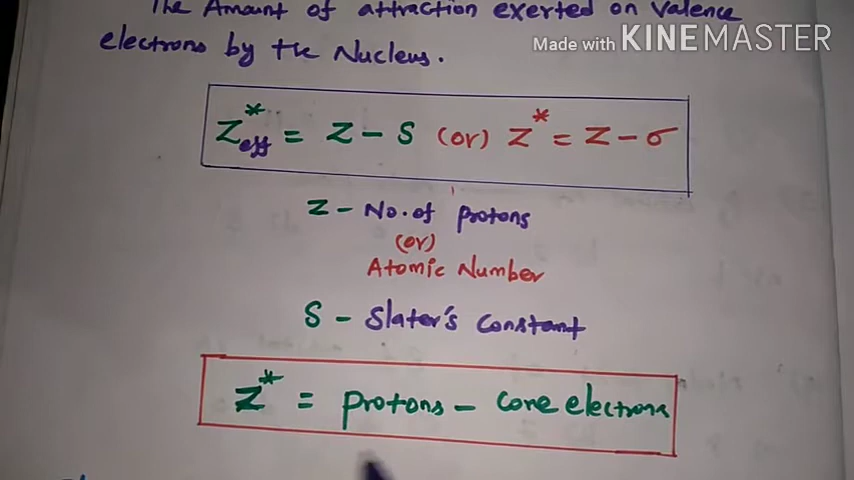 The Amount of attraction exerted on valence
electrons by the Nucleus.
Made with KINEMASTER
Z*eff = Z - S (or) Z* = Z - σ
Z - No. of protons
(or)
Atomic Number
S - Slater's Constant
Z* = protons - core electrons